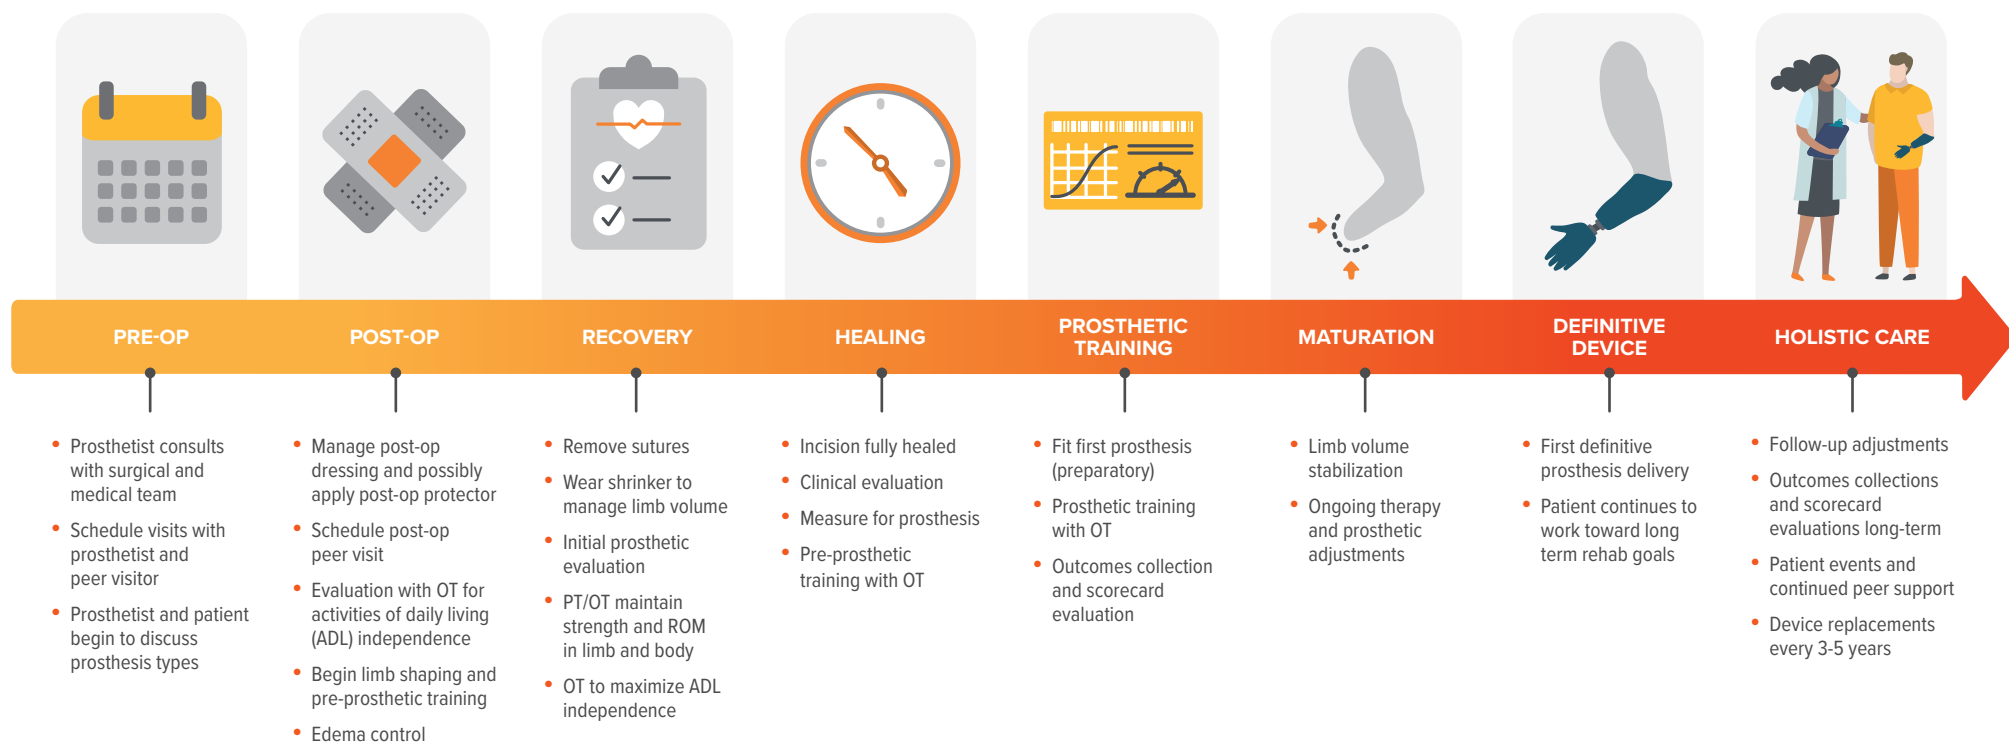 PRE-OP
POST-OP
RECOVERY
HEALING
PROSTHETIC
TRAINING
MATURATION
DEFINITIVE
DEVICE
HOLISTIC CARE
• Prosthetist consults
with surgical and
medical team
• Schedule visits with
prosthetist and
peer visitor
• Prosthetist and patient
begin to discuss
prosthesis types
• Manage post-op
dressing and possibly
apply post-op protector
• Schedule post-op
peer visit
• Evaluation with OT for
activities of daily living
(ADL) independence
• Begin limb shaping and
pre-prosthetic training
• Edema control
• Remove sutures
• Wear shrinker to
manage limb volume
• Initial prosthetic
evaluation
• PT/OT maintain
strength and ROM
in limb and body
• OT to maximize ADL
independence
• Incision fully healed
• Clinical evaluation
• Measure for prosthesis
• Pre-prosthetic
training with OT
• Fit first prosthesis
(preparatory)
• Prosthetic training
with OT
• Outcomes collection
and scorecard
evaluation
• Limb volume
stabilization
• Ongoing therapy
and prosthetic
adjustments
• First definitive
prosthesis delivery
• Patient continues to
work toward long
term rehab goals
• Follow-up adjustments
• Outcomes collections
and scorecard
evaluations long-term
• Patient events and
continued peer support
• Device replacements
every 3-5 years